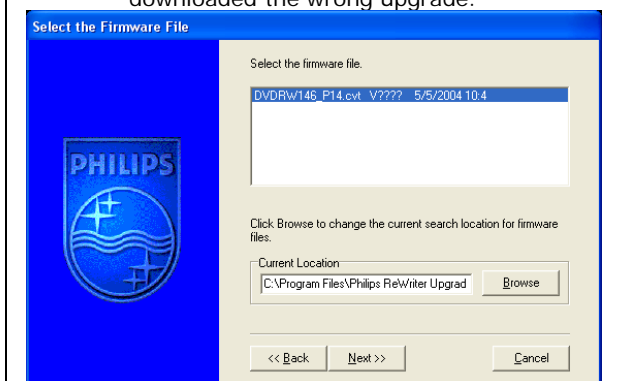 downloaded the wrong upgrade.
Select the Firmware File
Select the firmware file.
DVDRW146_P14.cvt V???? 5/5/2004 10:4
PHILIPS
Click Browse to change the current search location for firmware
files.
Current Location
C:\Program Files\Philips ReWriter Upgrad
Browse
<< Back
Next >>
Cancel